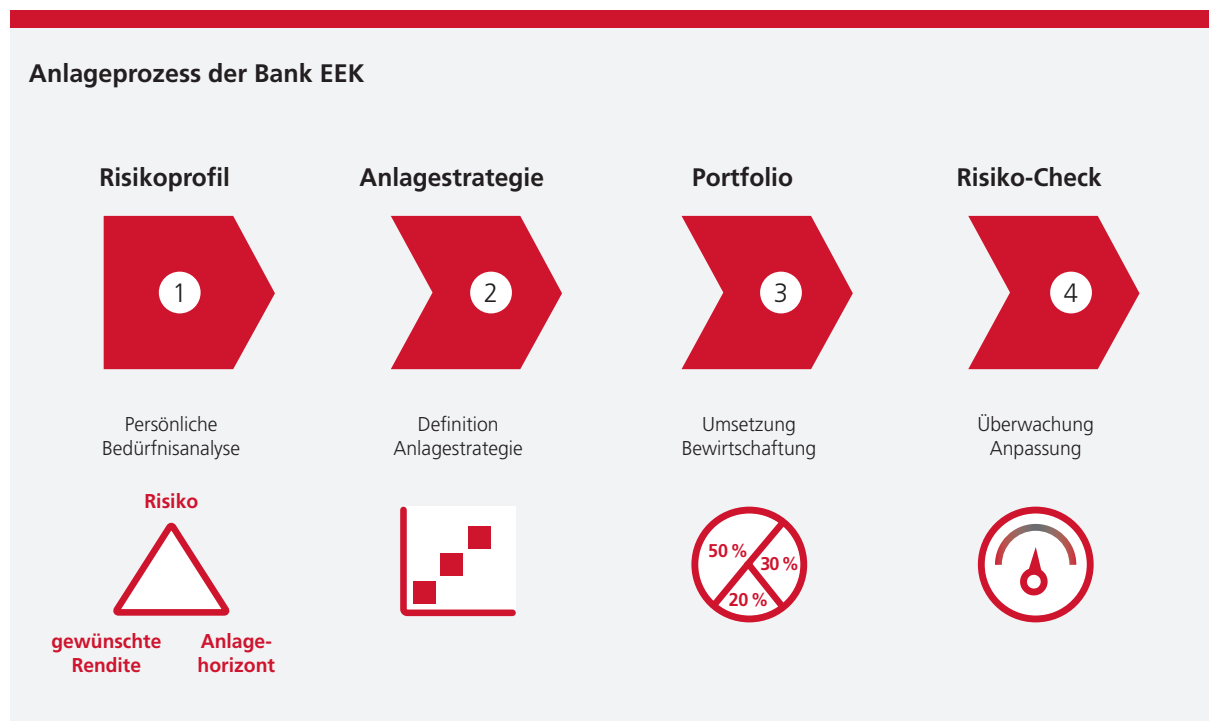 Anlageprozess der Bank EEK
Risikoprofil
1
Persönliche
Bedürfnisanalyse
Risiko
gewünschte
Rendite
Anlage-
horizont
Anlagestrategie
2
Definition
Anlagestrategie
Portfolio
3
Umsetzung
Bewirtschaftung
50 %
30 %
20 %
Risiko-Check
4
Überwachung
Anpassung